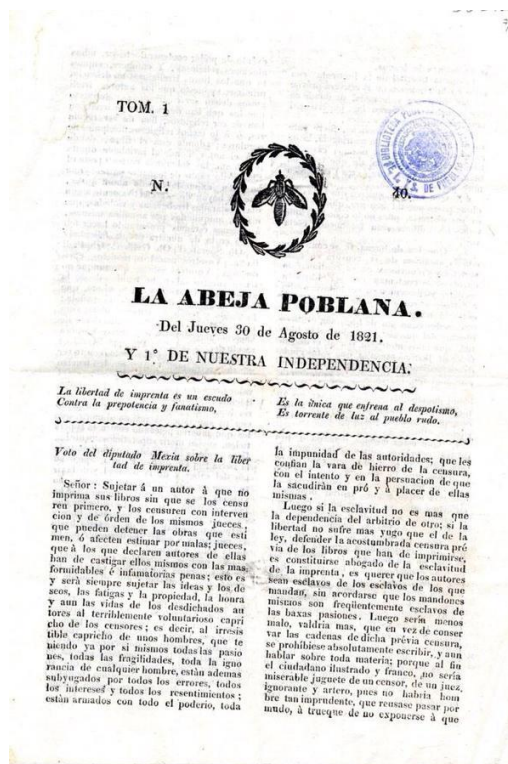 TOM. 1
BIBLIOTECA
DE
N.
40.
LA ABEJA POBLANA.
Del Jueves 30 de Agosto de 1821.
Y 1º DE NUESTRA INDEPENDENCIA.
La libertad de imprenta es un escudo
Contra la prepotencia y fanatismo,
Es la única que enfrena al despotismo,
Es torrente de luz al pueblo rudo.
Voto del diputado Mexia sobre la liber
tad de imprenta.
Señor: Sujetar á un autor á que no
imprima sus libros sin que se los censu
ren primero, y los censuren con interven
cion y de órden de los mismos jueces;
que pueden detener las obras que esti
men, ó afecten estimar por malas; jueces,
que á los que declaren autores de ellas
han de castigar ellos mismos con las mas
formidables é infamatorias penas; esto es
y será siempre sujetar las ideas y los de
seos, las fatigas y la propiedad, la honra
y aun las vidas de los desdichados au
tores al terriblemente voluntarioso capri
cho de los censores; es decir, al irresis
tible capricho de unos hombres, que te
niendo ya por si mismos todas las pasio
nes, todas las fragilidades, toda la igno
rancia de cualquier hombre, están ademas
subyugados por todos los errores, todos
los intereses y todos los resentimientos;
están armados con todo el poderío, toda
la impunidad de las autoridades; que les
confian la vara de hierro de la censura,
con el intento y en la persuacion de que
la sacudirán en pró y á placer de ellas
mismas.
Luego si la esclavitud no es mas que
la dependencia del arbitrio de otro; si la
libertad no sufre mas yugo que el de la
ley, defender la acostumbrada censura pré
via de los libros que han de imprimirse,
es constituirse abogado de la esclavitud
de la imprenta, es querer que los autores
sean esclavos de los esclavos de los que
mandan, sin acordarse que los mandones
mismos son freqüentemente esclavos de
las baxas pasiones. Luego sería menos
malo, valdria mas, que en vez de conser
var las cadenas de dicha prévia censura,
se prohibiese absolutamente escribir, y aun
hablar sobre toda materia; porque al fin
el ciudadano ilustrado y franco, no sería
miserable juguete de un censor, de un juez,
ignorante y artero, pues no habria hom
bre tan imprudente, que reusase pasar por
mudo, á trueque de no exponerse á que